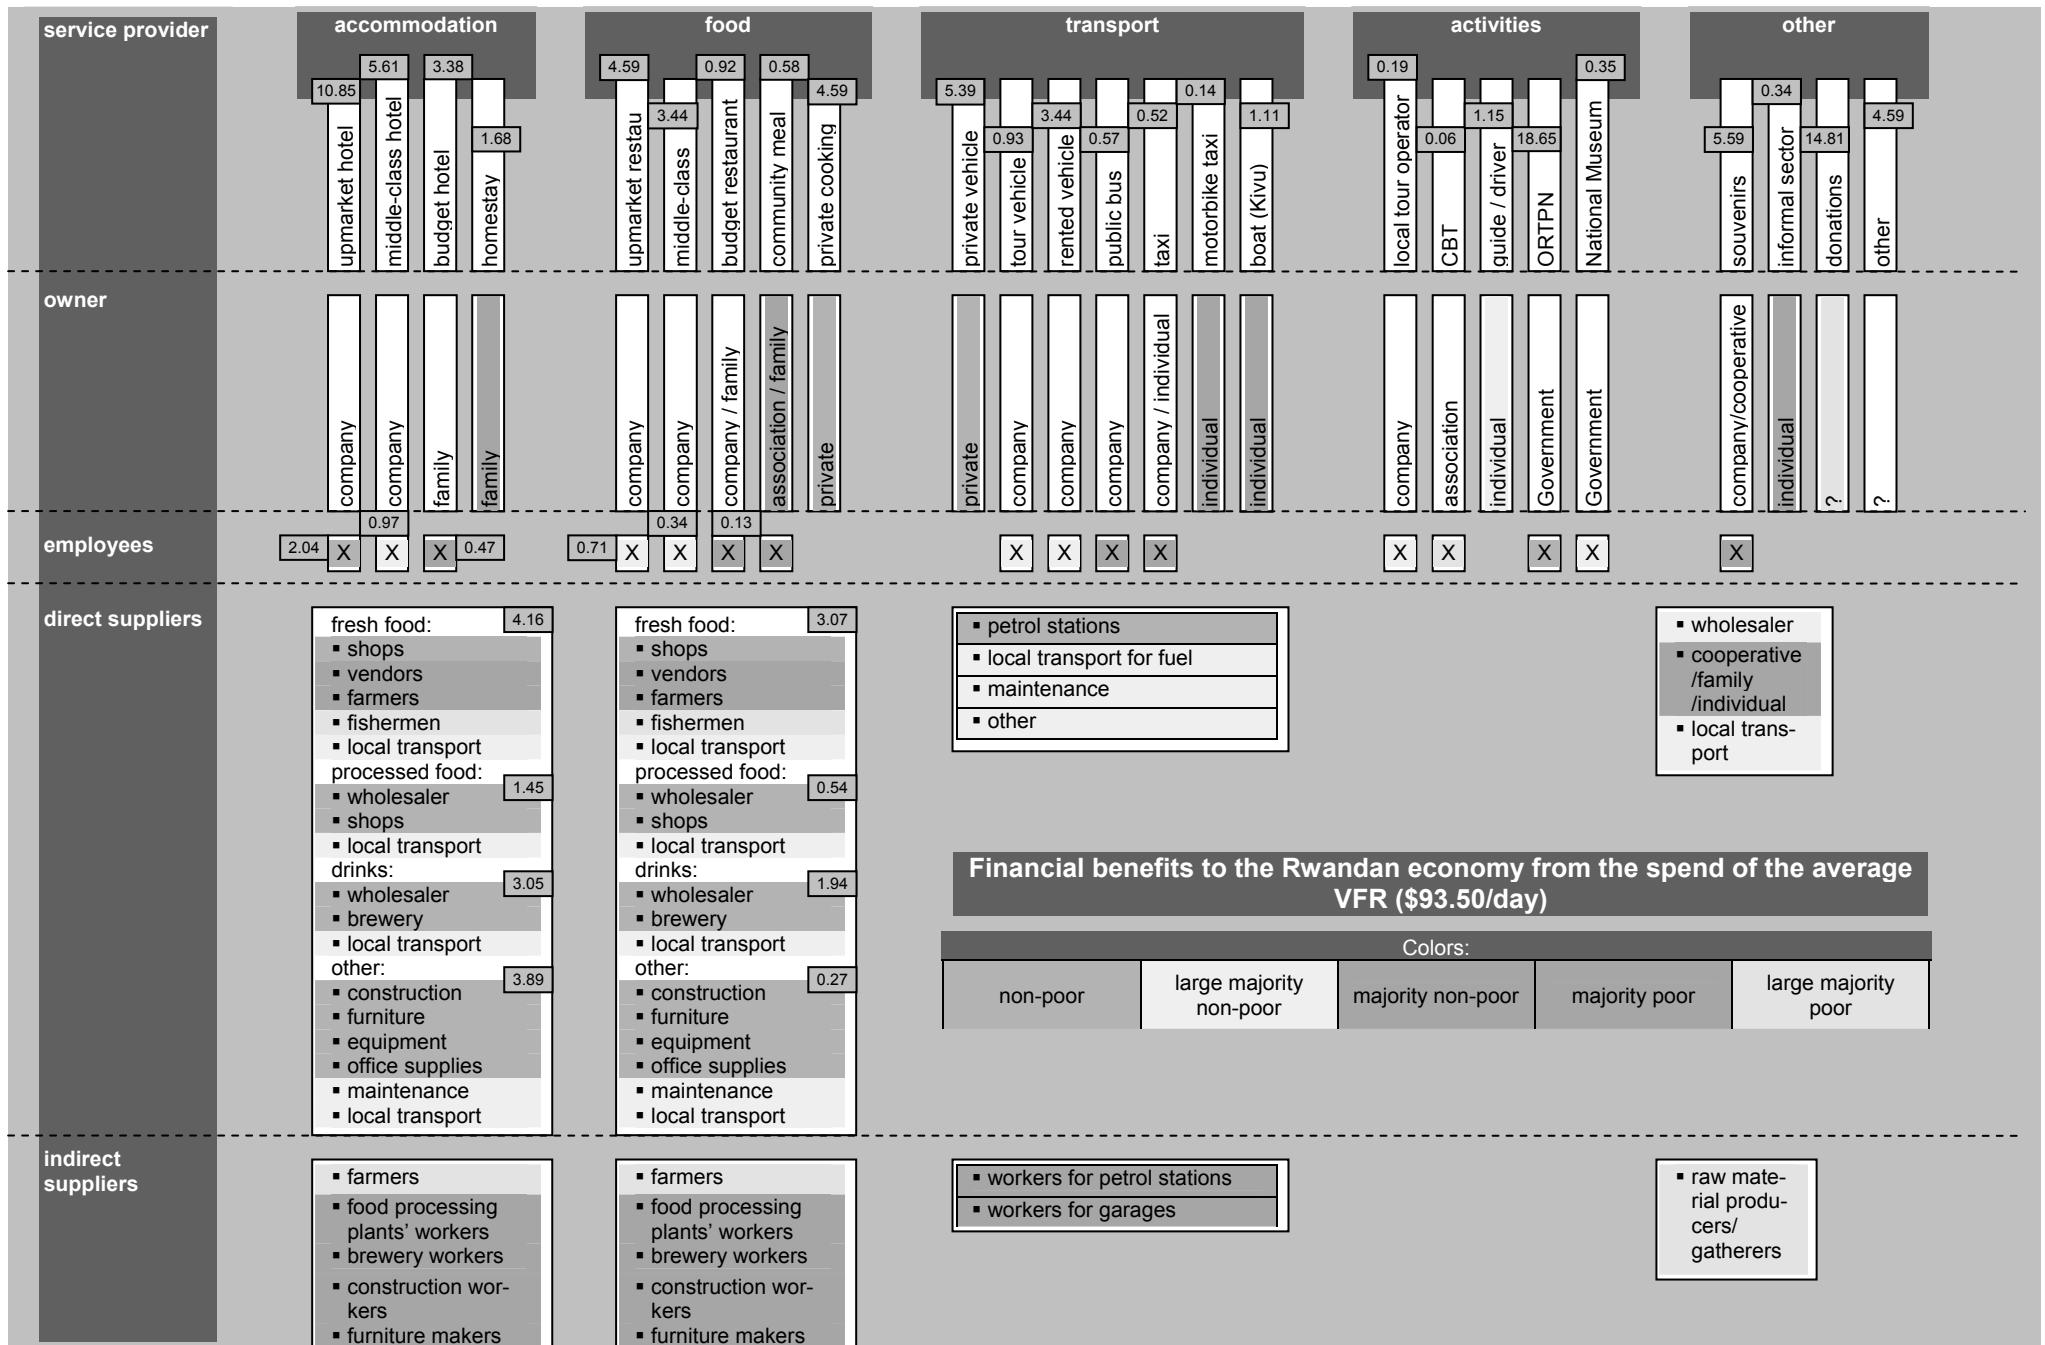 service provider
accommodation
food
transport
activities
other
10.85
5.61
3.38
1.68
4.59
3.44
0.92
0.58
4.59
5.39
0.93
3.44
0.57
0.52
0.14
1.11
0.19
0.06
1.15
18.65
0.35
5.59
0.34
14.81
4.59
upmarket hotel
middle-class hotel
budget hotel
homestay
upmarket restau
middle-class
budget restaurant
community meal
private cooking
private vehicle
tour vehicle
rented vehicle
public bus
taxi
motorbike taxi
boat (Kivu)
local tour operator
CBT
guide / driver
ORTPN
National Museum
souvenirs
informal sector
donations
other
owner
company
company
family
family
company
company
company / family
association / family
private
private
company
company
company
company / individual
individual
individual
company
association
individual
Government
Government
company/cooperative
individual
?
?
employees
2.04
X
0.97
X
X
0.47
0.71
X
0.34
X
0.13
X
X
X
X
X
X
X
X
X
X
X
direct suppliers
fresh food:
4.16
▪ shops
▪ vendors
▪ farmers
▪ fishermen
▪ local transport
processed food:
1.45
▪ wholesaler
▪ shops
▪ local transport
drinks:
3.05
▪ wholesaler
▪ brewery
▪ local transport
other:
3.89
▪ construction
▪ furniture
▪ equipment
▪ office supplies
▪ maintenance
▪ local transport
fresh food:
3.07
▪ shops
▪ vendors
▪ farmers
▪ fishermen
▪ local transport
processed food:
0.54
▪ wholesaler
▪ shops
▪ local transport
drinks:
1.94
▪ wholesaler
▪ brewery
▪ local transport
other:
0.27
▪ construction
▪ furniture
▪ equipment
▪ office supplies
▪ maintenance
▪ local transport
▪ petrol stations
▪ local transport for fuel
▪ maintenance
▪ other
▪ wholesaler
▪ cooperative
/family
/individual
▪ local trans-
port
Financial benefits to the Rwandan economy from the spend of the average
VFR ($93.50/day)
Colors:
non-poor
large majority
non-poor
majority non-poor
majority poor
large majority
poor
indirect
suppliers
▪ farmers
▪ food processing
plants’ workers
▪ brewery workers
▪ construction wor-
kers
▪ furniture makers
▪ farmers
▪ food processing
plants’ workers
▪ brewery workers
▪ construction wor-
kers
▪ furniture makers
▪ workers for petrol stations
▪ workers for garages
▪ raw mate-
rial produ-
cers/
gatherers